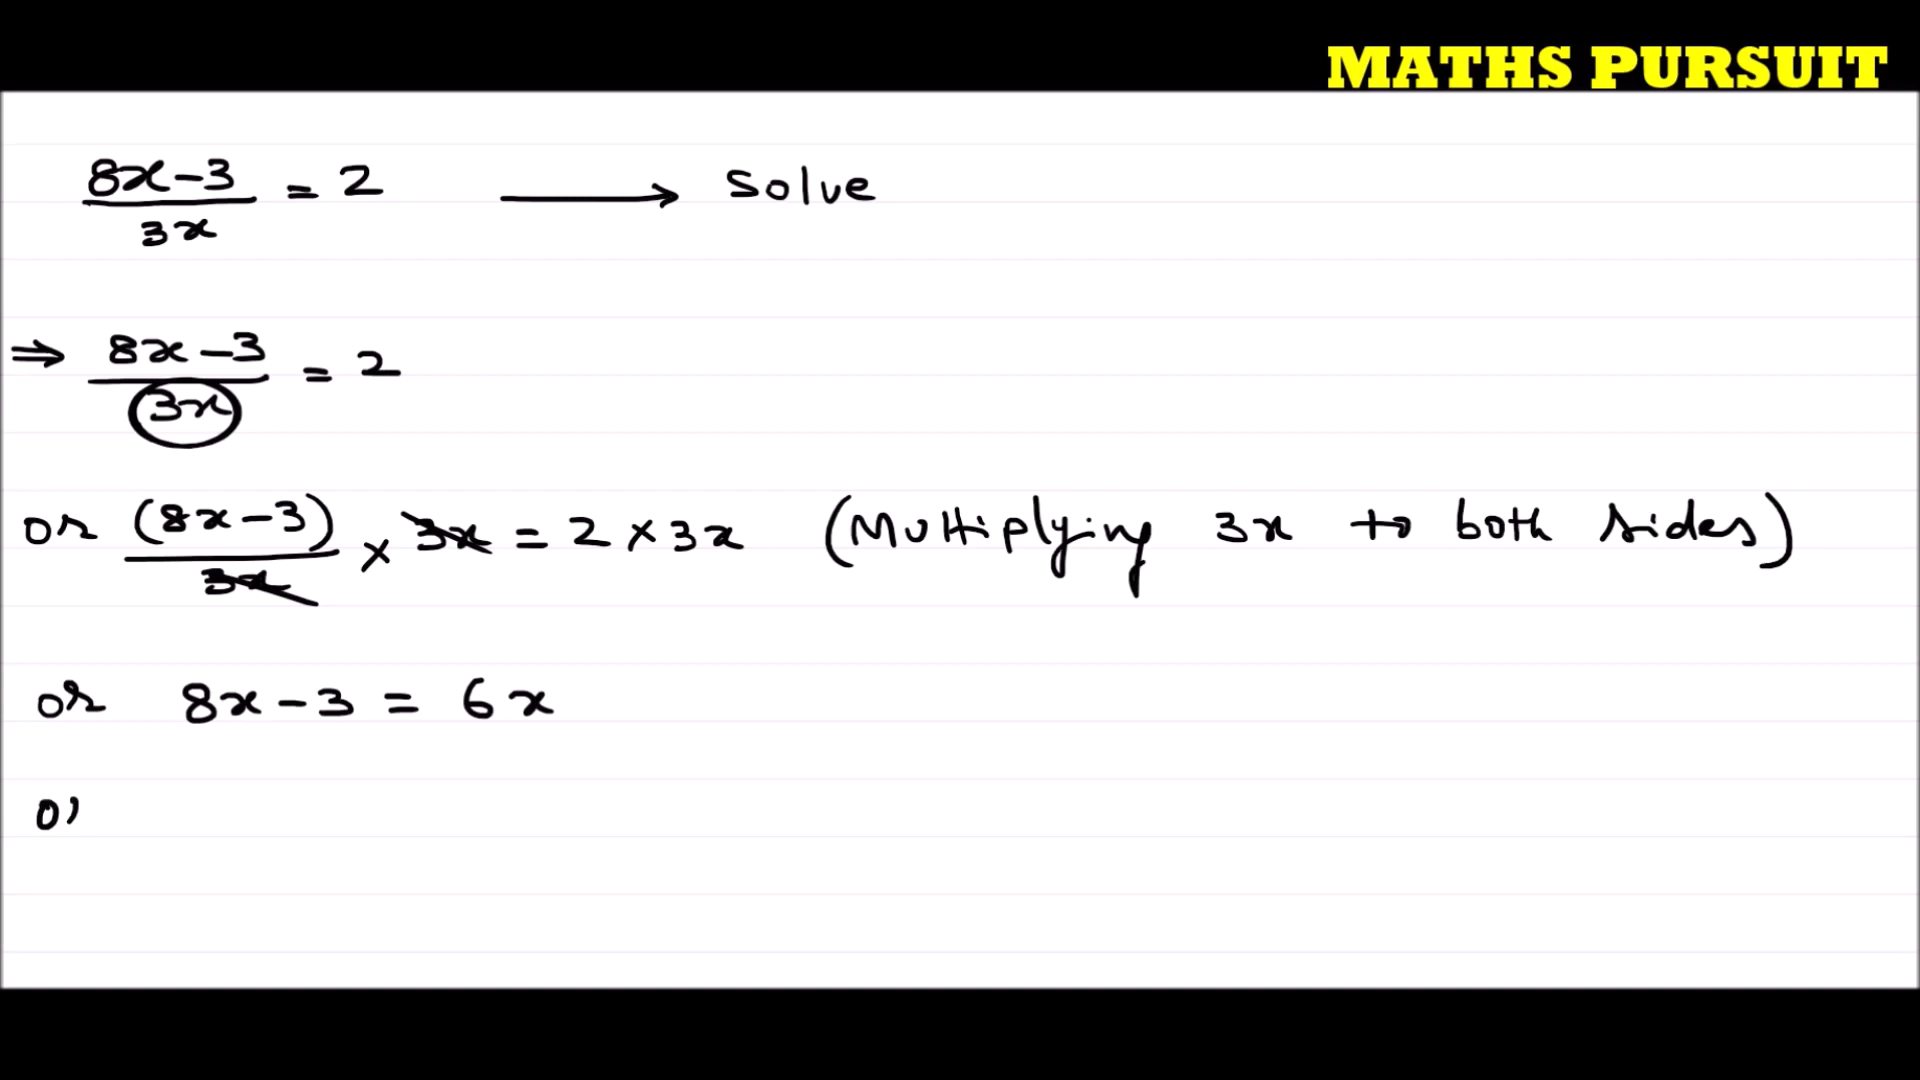 MATHS PURSUIT
(8x-3)/3x = 2 ⟶ Solve
⇒ (8x-3)/3x = 2
or (8x-3)/3x × 3x = 2 × 3x (Multiplying 3x to both sides)
or 8x-3 = 6x